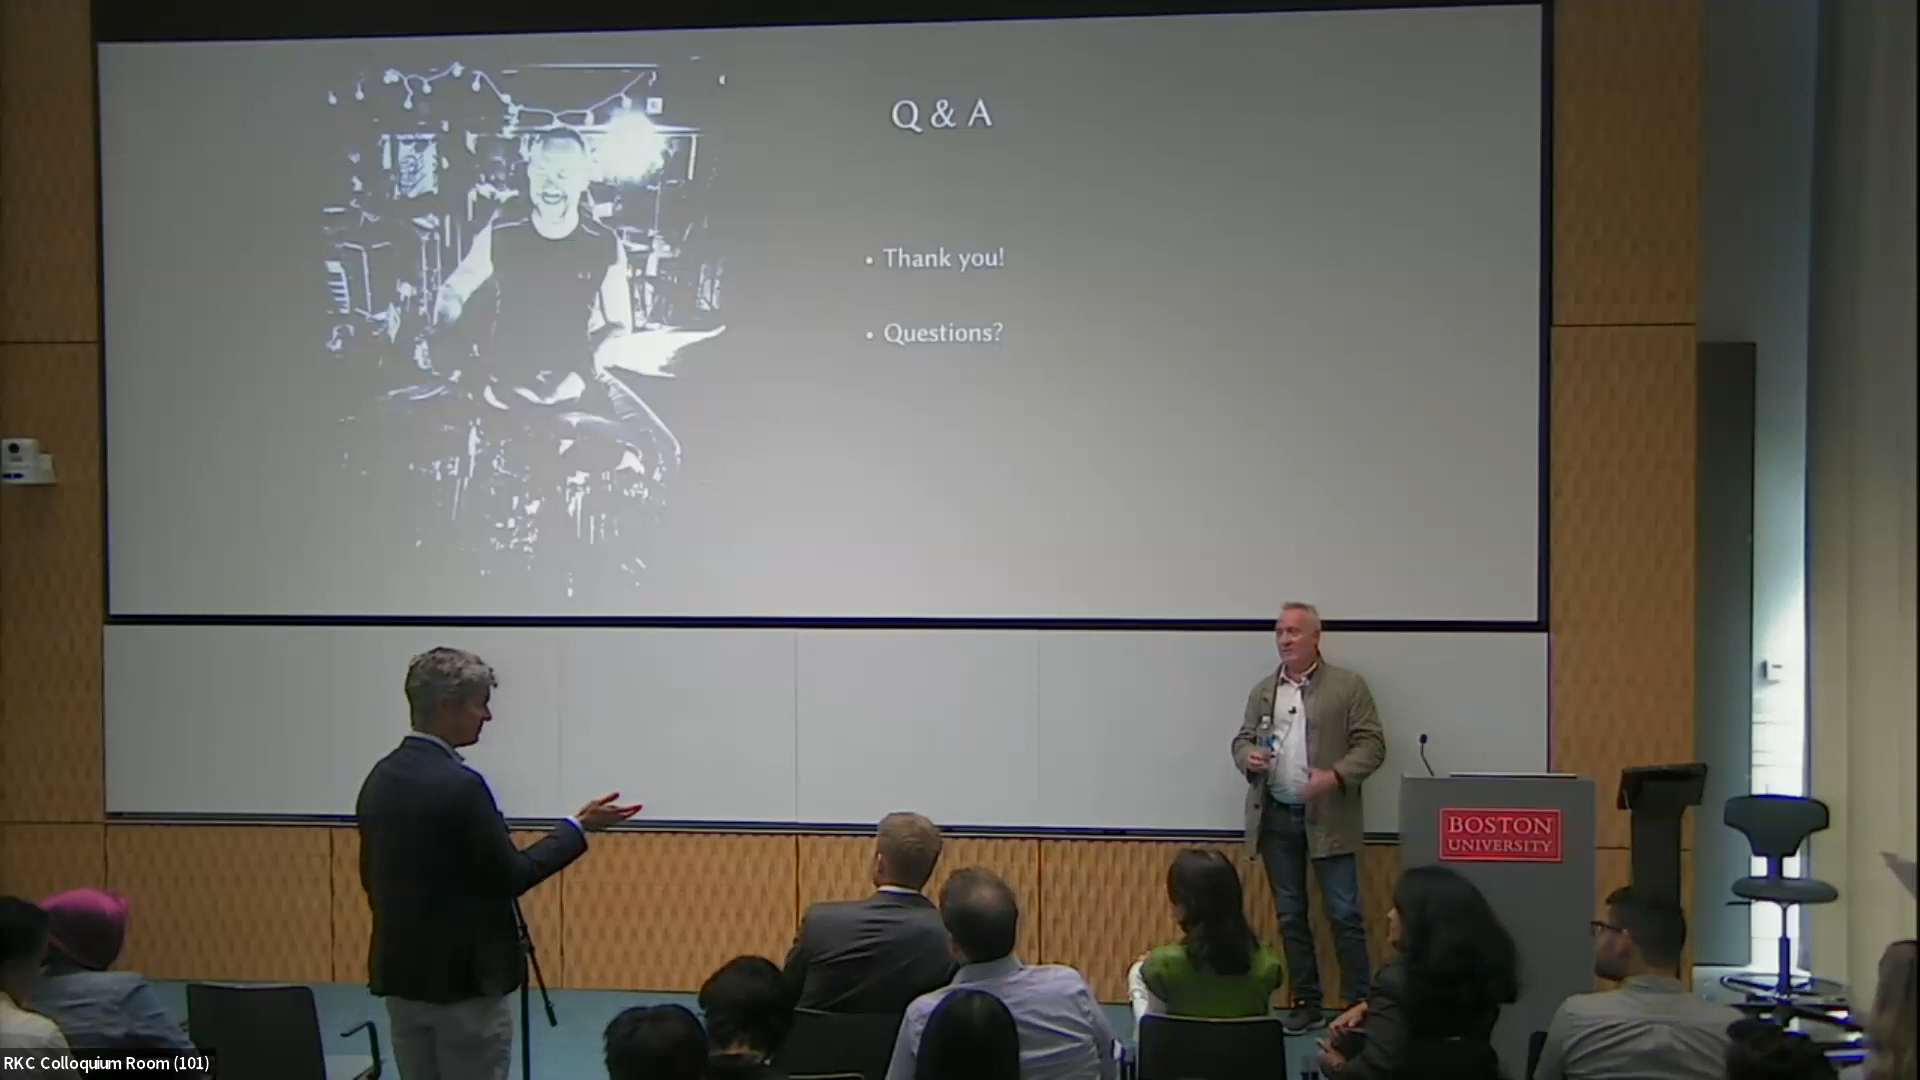 Q & A
• Thank you!
• Questions?
BOSTON
UNIVERSITY
RKC Colloquium Room (101)